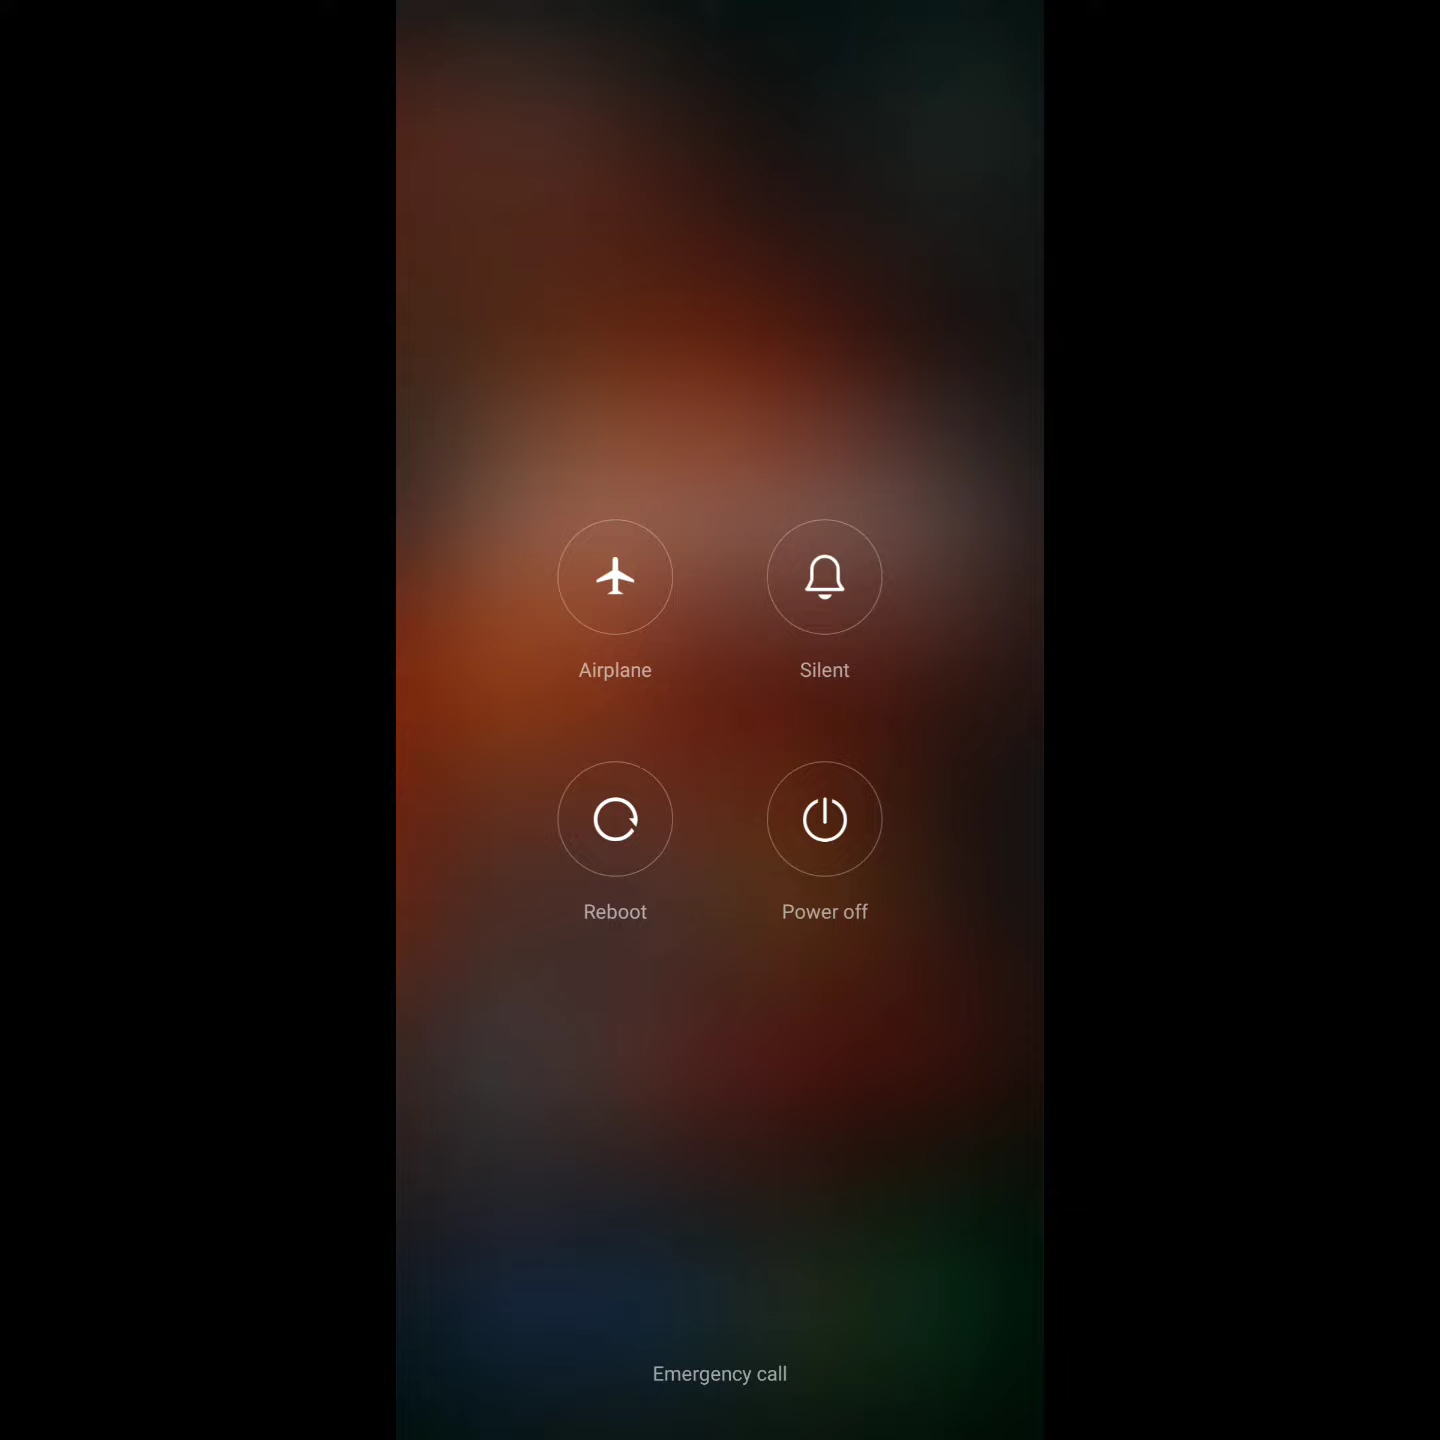 Airplane
Silent
Reboot
Power off
Emergency call